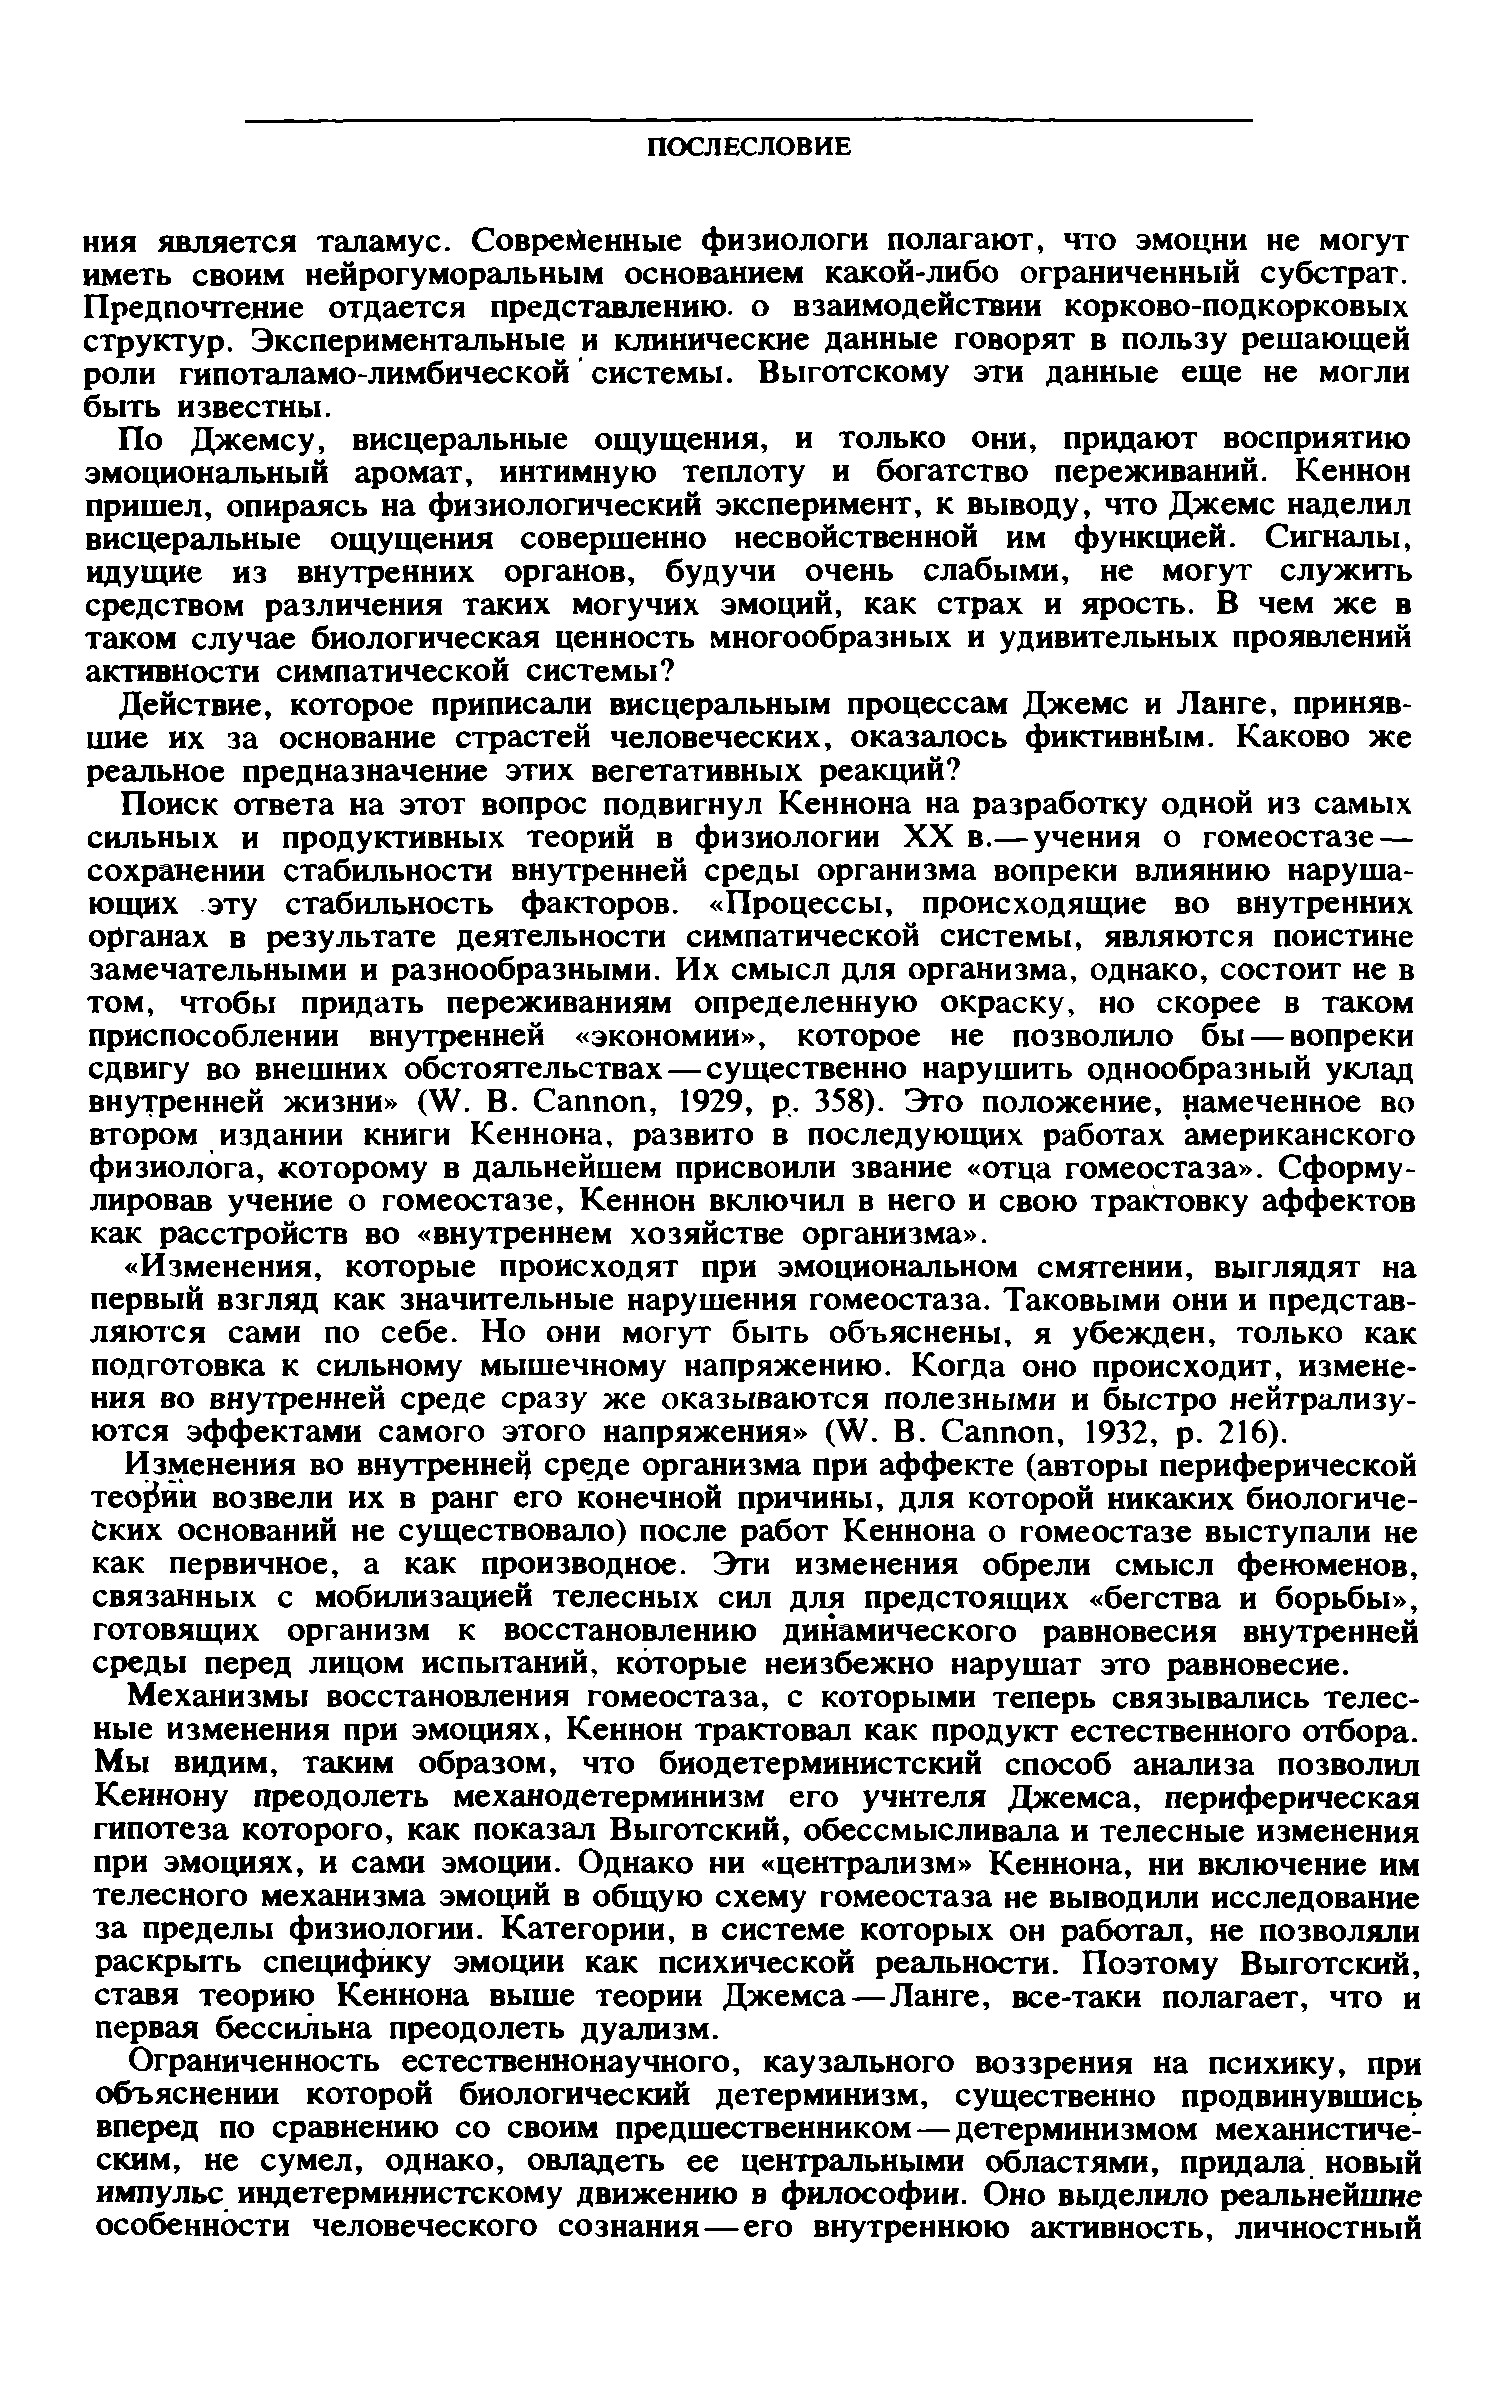 ПОСЛЕСЛОВИЕ
ния является таламус. Современные физиологи полагают, что эмоции не могут
иметь своим нейрогуморальным основанием какой-либо ограниченный субстрат.
Предпочтение отдается представлению. о взаимодействии корково-подкорковых
структур. Экспериментальные и клинические данные говорят в пользу решающей
роли гипоталамо-лимбической системы. Выготскому эти данные еще не могли
быть известны.
По Джемсу, висцеральные ощущения, и только они, придают восприятию
эмоциональный аромат, интимную теплоту и богатство переживаний. Кеннон
пришел, опираясь на физиологический эксперимент, к выводу, что Джемс наделил
висцеральные ощущения совершенно несвойственной им функцией. Сигналы,
идущие из внутренних органов, будучи очень слабыми, не могут служить
средством различения таких могучих эмоций, как страх и ярость. В чем же в
таком случае биологическая ценность многообразных и удивительных проявлений
активности симпатической системы?
Действие, которое приписали висцеральным процессам Джемс и Ланге, приняв-
шие их за основание страстей человеческих, оказалось фиктивным. Каково же
реальное предназначение этих вегетативных реакций?
Поиск ответа на этот вопрос подвигнул Кеннона на разработку одной из самых
сильных и продуктивных теорий в физиологии XX в.—учения о гомеостазе—
сохранении стабильности внутренней среды организма вопреки влиянию наруша-
ющих эту стабильность факторов. «Процессы, происходящие во внутренних
органах в результате деятельности симпатической системы, являются поистине
замечательными и разнообразными. Их смысл для организма, однако, состоит не в
том, чтобы придать переживаниям определенную окраску, но скорее в таком
приспособлении внутренней «экономии», которое не позволило бы—вопреки
сдвигу во внешних обстоятельствах—существенно нарушить однообразный уклад
внутренней жизни» (W. B. Cannon, 1929, p. 358). Это положение, намеченное во
втором издании книги Кеннона, развито в последующих работах американского
физиолога, которому в дальнейшем присвоили звание «отца гомеостаза». Сформу-
лировав учение о гомеостазе, Кеннон включил в него и свою трактовку аффектов
как расстройств во «внутреннем хозяйстве организма».
«Изменения, которые происходят при эмоциональном смятении, выглядят на
первый взгляд как значительные нарушения гомеостаза. Таковыми они и представ-
ляются сами по себе. Но они могут быть объяснены, я убежден, только как
подготовка к сильному мышечному напряжению. Когда оно происходит, измене-
ния во внутренней среде сразу же оказываются полезными и быстро нейтрализу-
ются эффектами самого этого напряжения» (W. B. Cannon, 1932, p. 216).
Изменения во внутренней среде организма при аффекте (авторы периферической
теории возвели их в ранг его конечной причины, для которой никаких биологиче-
ских оснований не существовало) после работ Кеннона о гомеостазе выступали не
как первичное, а как производное. Эти изменения обрели смысл феноменов,
связанных с мобилизацией телесных сил для предстоящих «бегства и борьбы»,
готовящих организм к восстановлению динамического равновесия внутренней
среды перед лицом испытаний, которые неизбежно нарушат это равновесие.
Механизмы восстановления гомеостаза, с которыми теперь связывались телес-
ные изменения при эмоциях, Кеннон трактовал как продукт естественного отбора.
Мы видим, таким образом, что биодетерминистский способ анализа позволил
Кеннону преодолеть механодетерминизм его учителя Джемса, периферическая
гипотеза которого, как показал Выготский, обессмысливала и телесные изменения
при эмоциях, и сами эмоции. Однако ни «централизм» Кеннона, ни включение им
телесного механизма эмоций в общую схему гомеостаза не выводили исследование
за пределы физиологии. Категории, в системе которых он работал, не позволяли
раскрыть специфику эмоции как психической реальности. Поэтому Выготский,
ставя теорию Кеннона выше теории Джемса—Ланге, все-таки полагает, что и
первая бессильна преодолеть дуализм.
Ограниченность естественнонаучного, каузального воззрения на психику, при
объяснении которой биологический детерминизм, существенно продвинувшись
вперед по сравнению со своим предшественником—детерминизмом механистиче-
ским, не сумел, однако, овладеть ее центральными областями, придала новый
импульс индетерминистскому движению в философии. Оно выделило реальнейшие
особенности человеческого сознания—его внутреннюю активность, личностный